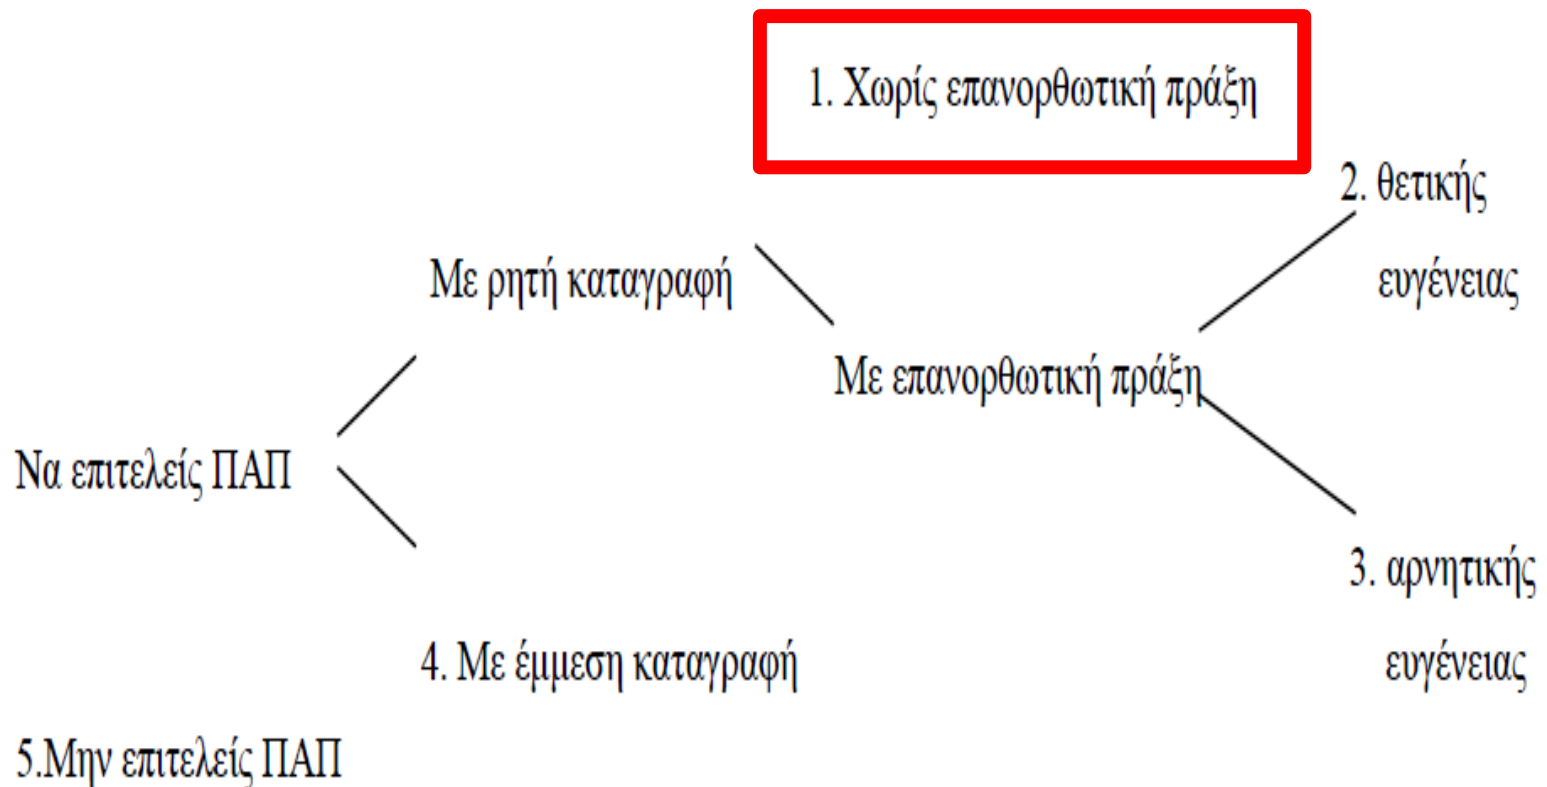 1. Χωρίς επανορθωτική πράξη
2. θετικής
ευγένειας
Με ρητή καταγραφή
Με επανορθωτική πράξη
Να επιτελείς ΠΑΠ
3. αρνητικής
ευγένειας
4. Με έμμεση καταγραφή
5.Μην επιτελείς ΠΑΠ